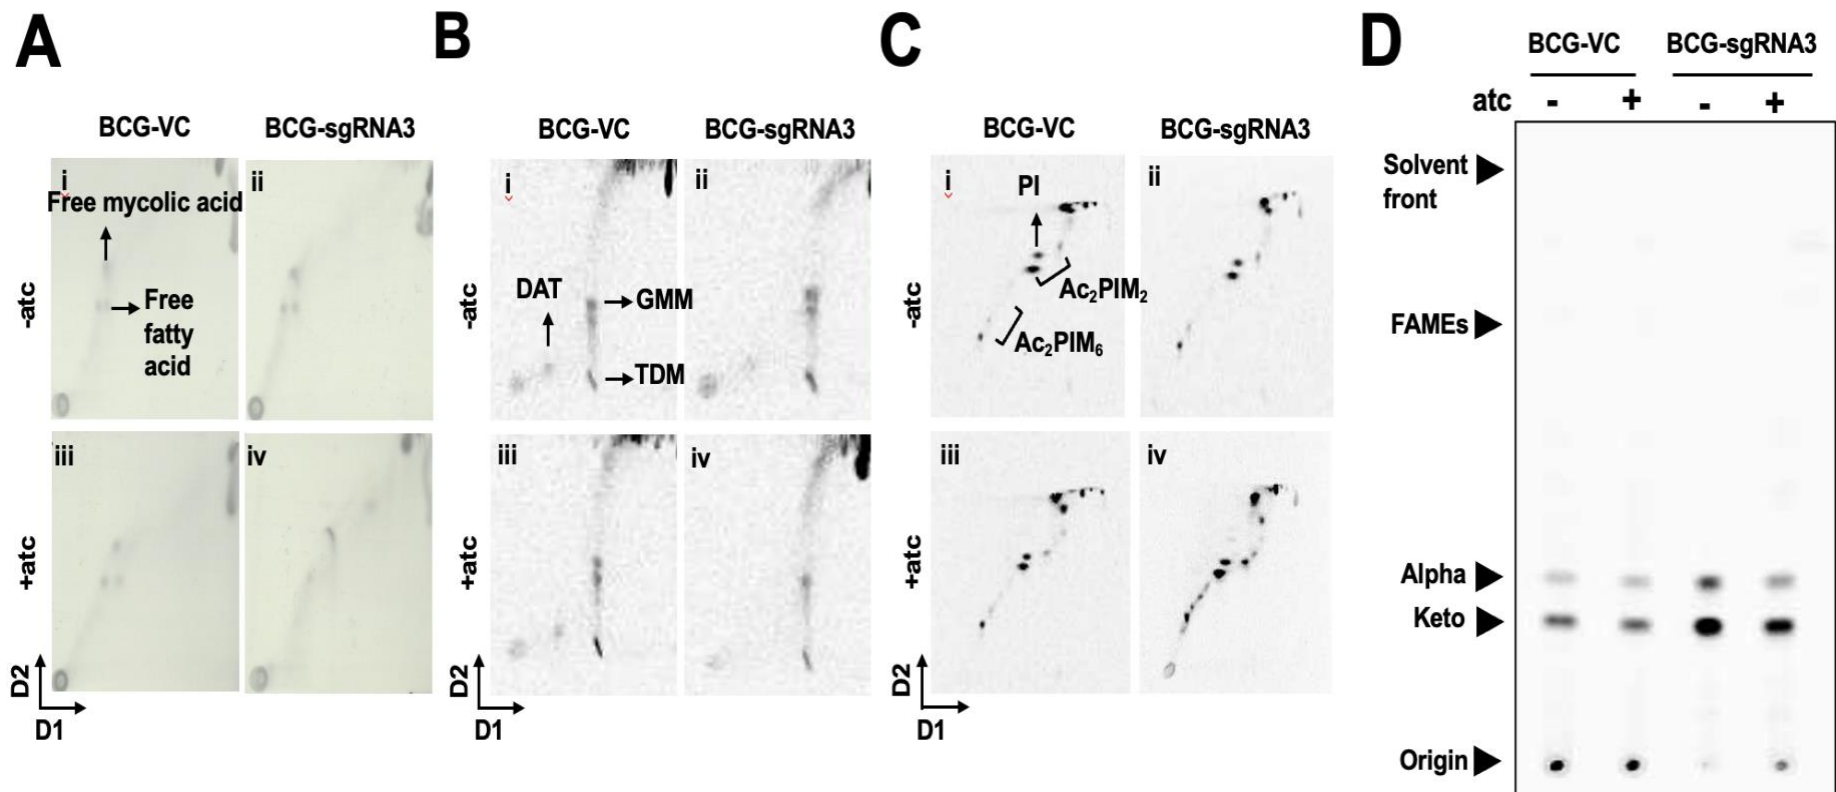 A
BCG-VC
BCG-sgRNA3
-atc
+atc
i
Free mycolic acid
Free
fatty
acid
ii
iii
iv
D2
D1
B
BCG-VC
BCG-sgRNA3
-atc
+atc
i
DAT
GMM
TDM
ii
iii
iv
D2
D1
C
BCG-VC
BCG-sgRNA3
-atc
+atc
i
PI
Ac₂PIM₂
Ac₂PIM₆
ii
iii
iv
D2
D1
D
BCG-VC BCG-sgRNA3
atc - + - +
Solvent
front
FAMEs
Alpha
Keto
Origin